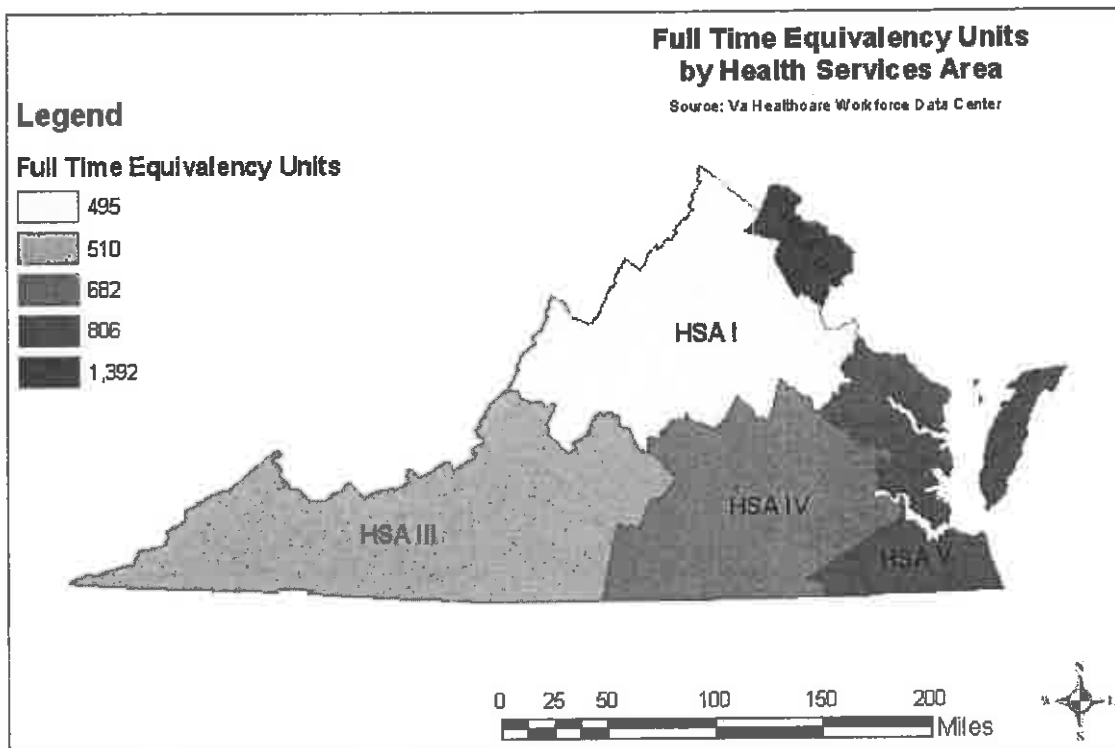 Full Time Equivalency Units
by Health Services Area
Source: Va Healthcare Workforce Data Center
Legend
Full Time Equivalency Units
495
510
682
806
1,392
HSA I
HSA III
HSA IV
HSA V
0 25 50 100 150 200
Miles
N
S